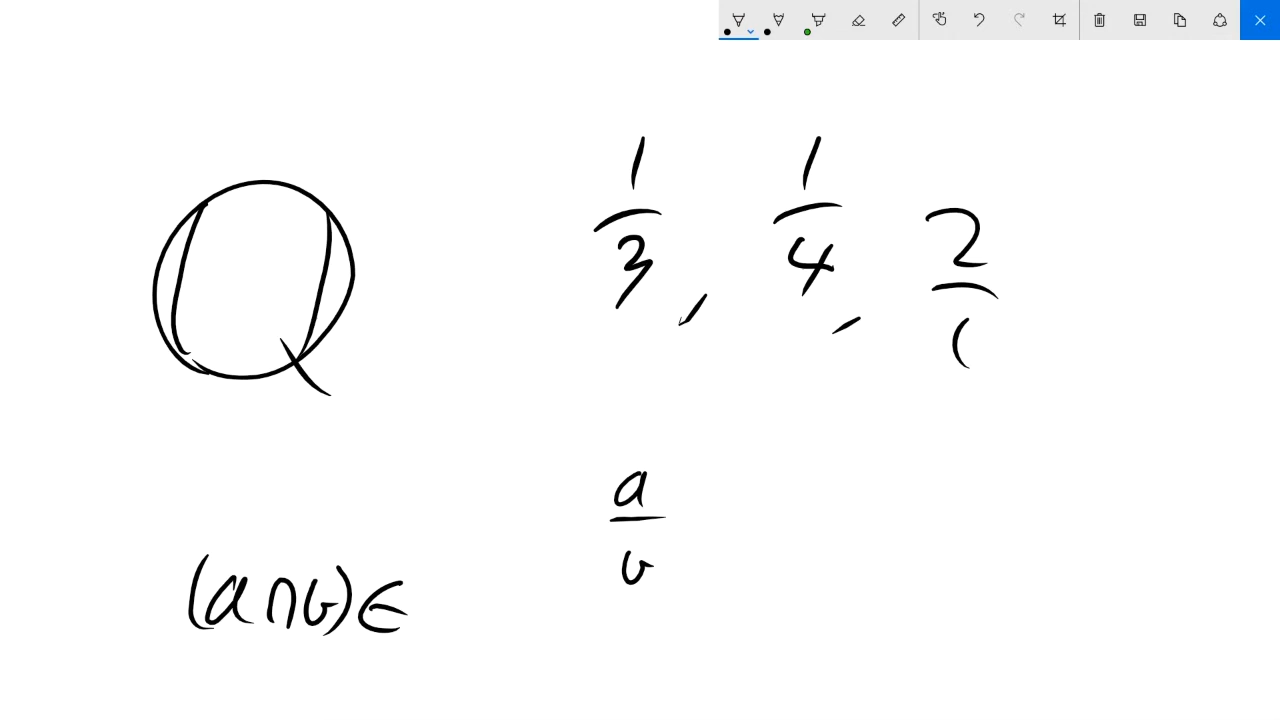 Q
1/3, 1/4, 2/(
a/b
(a∩b)∈